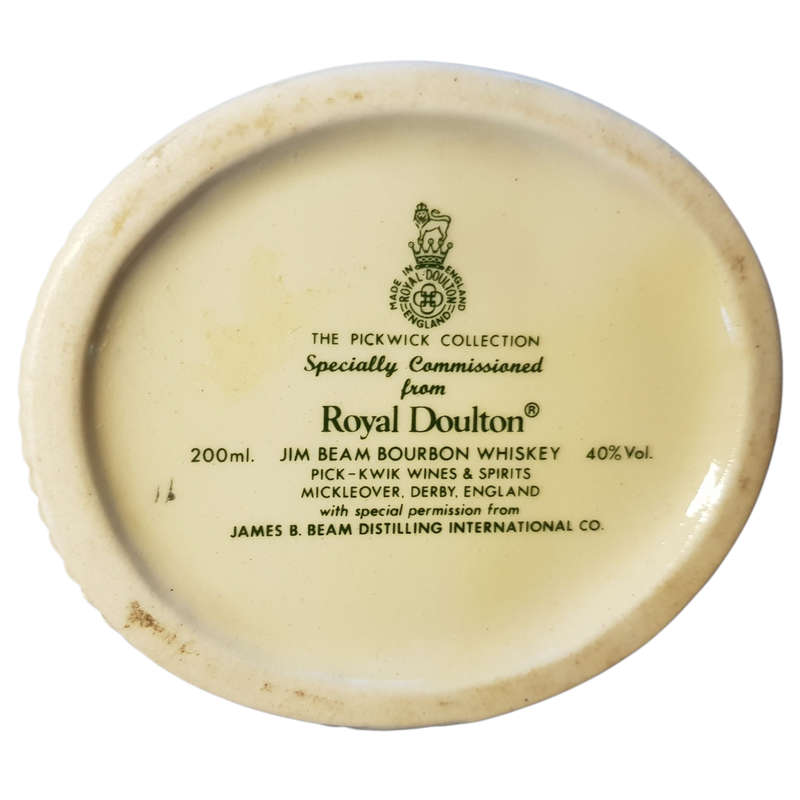 MADE IN ENGLAND
ROYAL·DOULTON
ENGLAND
THE PICKWICK COLLECTION
Specially Commissioned
from
Royal Doulton®
200ml. JIM BEAM BOURBON WHISKEY 40% Vol.
PICK-KWIK WINES & SPIRITS
MICKLEOVER, DERBY, ENGLAND
with special permission from
JAMES B. BEAM DISTILLING INTERNATIONAL CO.